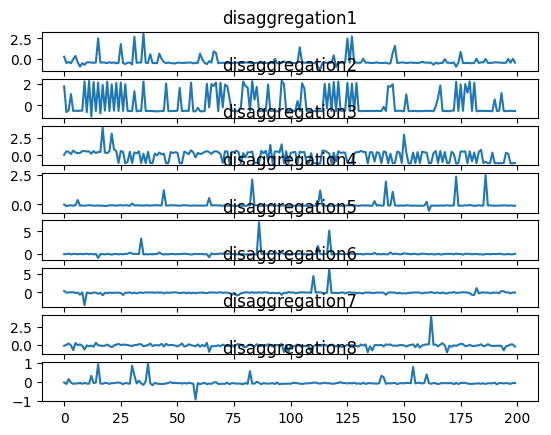 disaggregation1
2.5
0.0
disaggregation2
2
0
disaggregation3
2.5
0.0
disaggregation4
2.5
0.0
disaggregation5
5
0
disaggregation6
5
0
disaggregation7
2.5
0.0
disaggregation8
1
0
−1
0 25 50 75 100 125 150 175 200